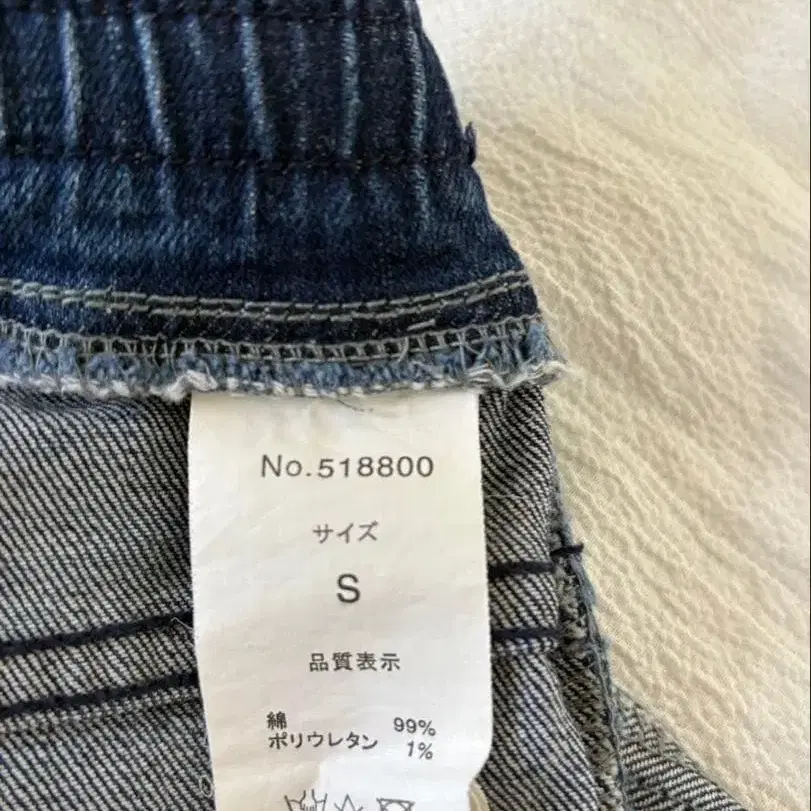 No.518800
サイズ
S
品質表示
綿 99%
ポリウレタン 1%